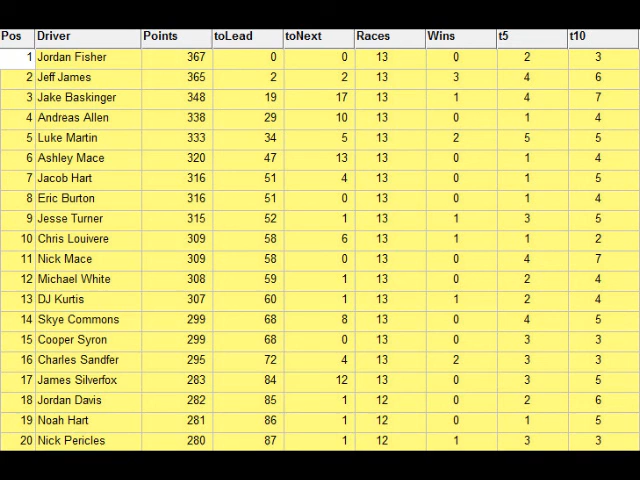 Pos Driver Points toLead toNext Races Wins t5 t10
1 Jordan Fisher 367 0 0 13 0 2 3
2 Jeff James 365 2 2 13 3 4 6
3 Jake Baskinger 348 19 17 13 1 4 7
4 Andreas Allen 338 29 10 13 0 1 4
5 Luke Martin 333 34 5 13 2 5 5
6 Ashley Mace 320 47 13 13 0 1 4
7 Jacob Hart 316 51 4 13 0 1 5
8 Eric Burton 316 51 0 13 0 1 4
9 Jesse Turner 315 52 1 13 1 3 5
10 Chris Louivere 309 58 6 13 1 1 2
11 Nick Mace 309 58 0 13 0 4 7
12 Michael White 308 59 1 13 0 2 4
13 DJ Kurtis 307 60 1 13 1 2 4
14 Skye Commons 299 68 8 13 0 4 5
15 Cooper Syron 299 68 0 13 0 3 3
16 Charles Sandfer 295 72 4 13 2 3 3
17 James Silverfox 283 84 12 13 0 3 5
18 Jordan Davis 282 85 1 12 0 2 6
19 Noah Hart 281 86 1 12 0 1 5
20 Nick Pericles 280 87 1 12 1 3 3